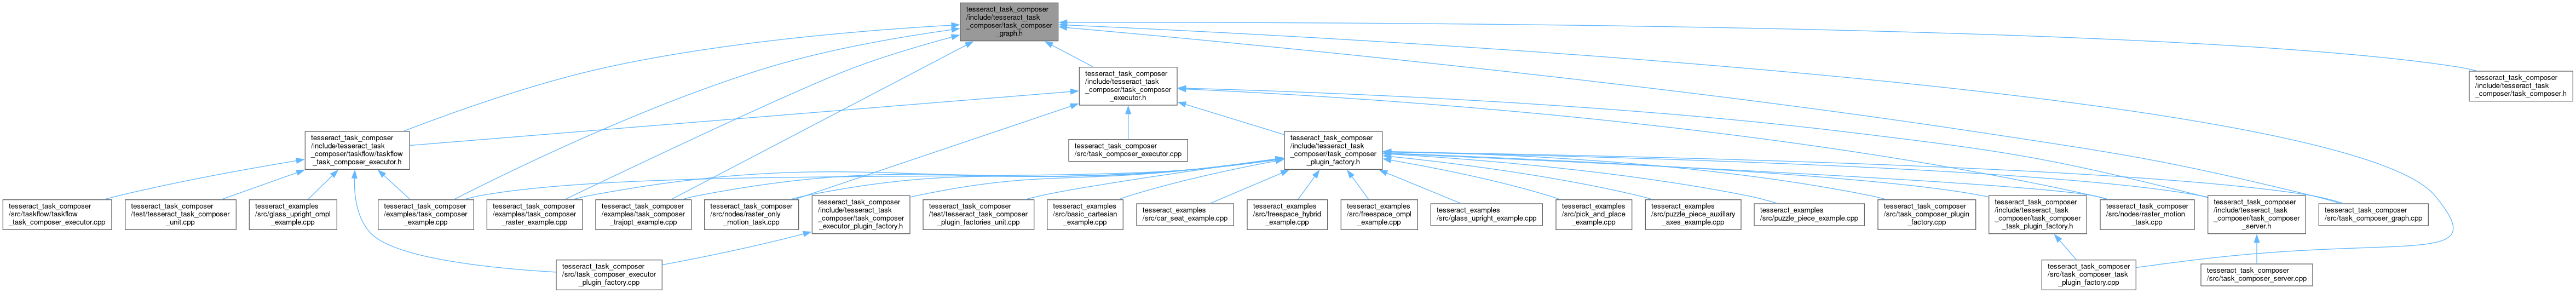 tesseract_task_composer
/include/tesseract_task
_composer/task_composer
_graph.h
tesseract_task_composer
/include/tesseract_task
_composer/task_composer
_executor.h
tesseract_task_composer
/include/tesseract_task
_composer/task_composer.h
tesseract_task_composer
/include/tesseract_task
_composer/taskflow/taskflow
_task_composer_executor.h
tesseract_task_composer
/src/task_composer_executor.cpp
tesseract_task_composer
/include/tesseract_task
_composer/task_composer
_plugin_factory.h
tesseract_task_composer
/src/taskflow/taskflow
_task_composer_executor.cpp
tesseract_task_composer
/test/tesseract_task_composer
_unit.cpp
tesseract_examples
/src/glass_upright_ompl
_example.cpp
tesseract_task_composer
/examples/task_composer
_example.cpp
tesseract_task_composer
/examples/task_composer
_raster_example.cpp
tesseract_task_composer
/examples/task_composer
_trajopt_example.cpp
tesseract_task_composer
/src/nodes/raster_only
_motion_task.cpp
tesseract_task_composer
/include/tesseract_task
_composer/task_composer
_executor_plugin_factory.h
tesseract_task_composer
/test/tesseract_task_composer
_plugin_factories_unit.cpp
tesseract_examples
/src/basic_cartesian
_example.cpp
tesseract_examples
/src/car_seat_example.cpp
tesseract_examples
/src/freespace_hybrid
_example.cpp
tesseract_examples
/src/freespace_ompl
_example.cpp
tesseract_examples
/src/glass_upright_example.cpp
tesseract_examples
/src/pick_and_place
_example.cpp
tesseract_examples
/src/puzzle_piece_auxillary
_axes_example.cpp
tesseract_examples
/src/puzzle_piece_example.cpp
tesseract_task_composer
/src/task_composer_plugin
_factory.cpp
tesseract_task_composer
/include/tesseract_task
_composer/task_composer
_task_plugin_factory.h
tesseract_task_composer
/src/nodes/raster_motion
_task.cpp
tesseract_task_composer
/include/tesseract_task
_composer/task_composer
_server.h
tesseract_task_composer
/src/task_composer_graph.cpp
tesseract_task_composer
/src/task_composer_executor
_plugin_factory.cpp
tesseract_task_composer
/src/task_composer_task
_plugin_factory.cpp
tesseract_task_composer
/src/task_composer_server.cpp